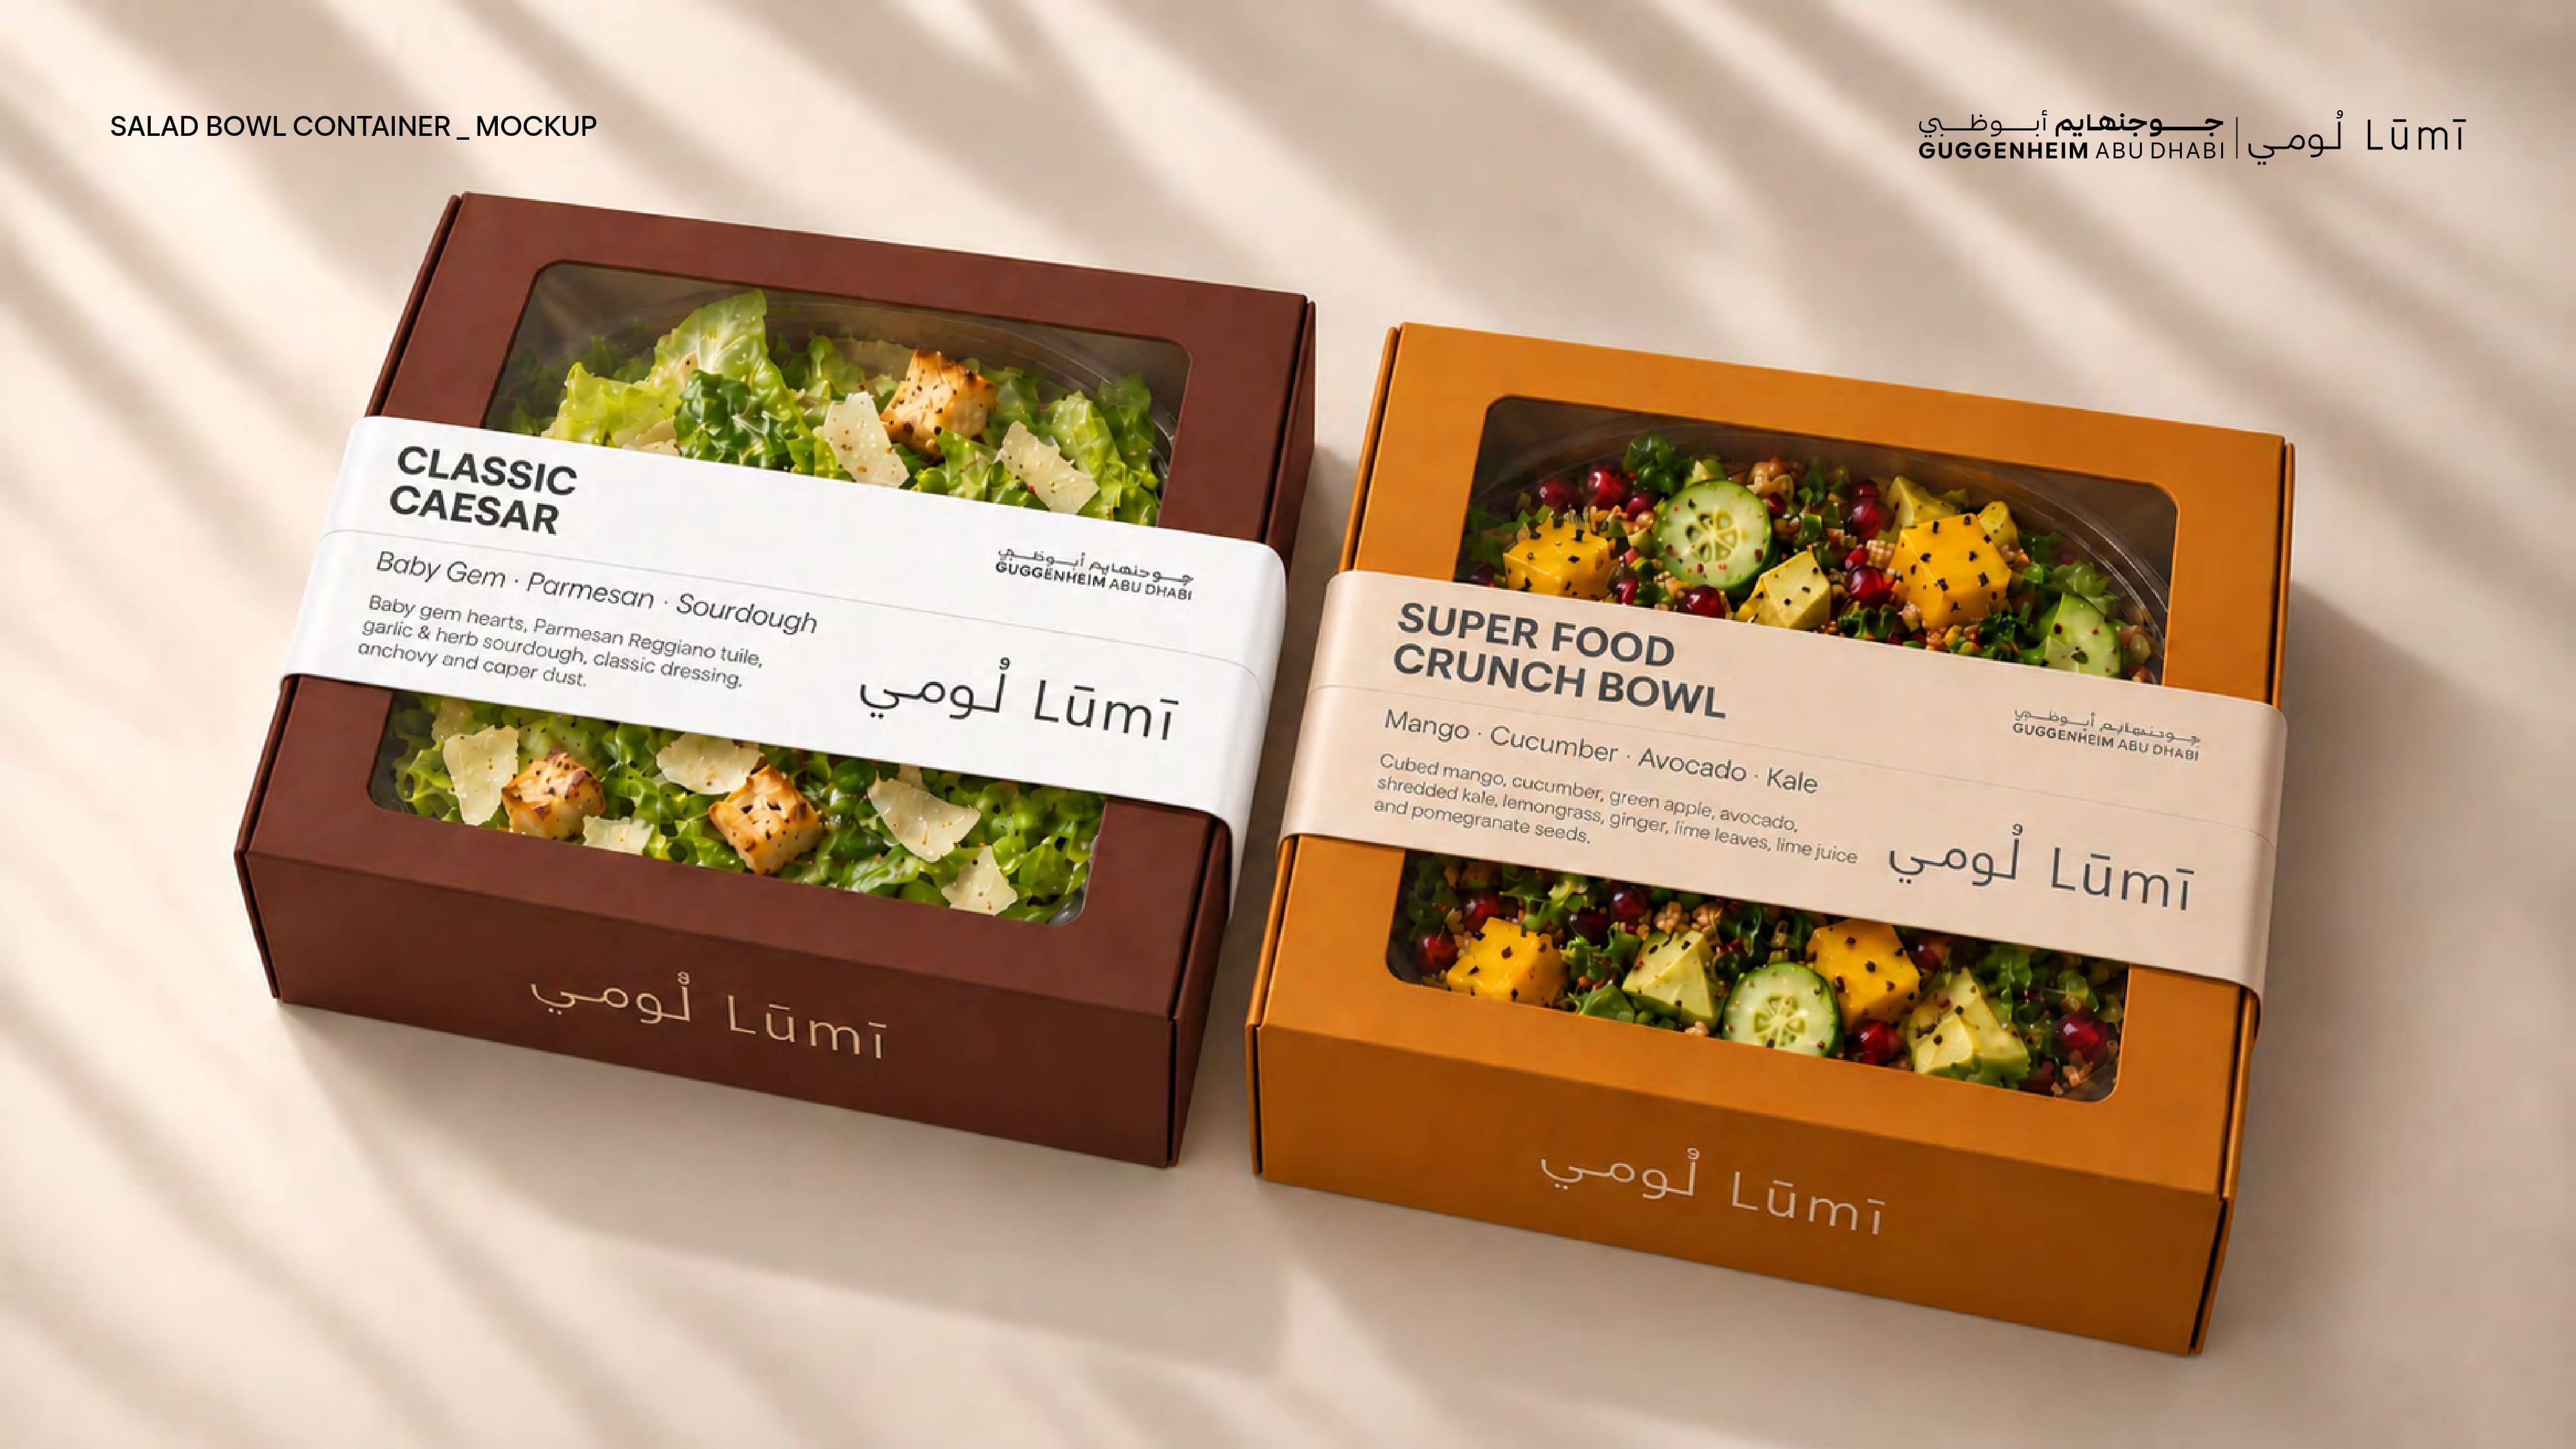 SALAD BOWL CONTAINER _ MOCKUP
جوجنهايم أبوظبي
GUGGENHEIM ABU DHABI
لُومي Lūmī
CLASSIC
CAESAR
Baby Gem · Parmesan · Sourdough
Baby gem hearts, Parmesan Reggiano tuile,
garlic & herb sourdough, classic dressing,
anchovy and caper dust.
جوجنهايم أبوظبي
GUGGENHEIM ABU DHABI
لُومي Lūmī
لُومي Lūmī
SUPER FOOD
CRUNCH BOWL
Mango · Cucumber · Avocado · Kale
Cubed mango, cucumber, green apple, avocado,
shredded kale, lemongrass, ginger, lime leaves, lime juice
and pomegranate seeds.
جوجنهايم أبوظبي
GUGGENHEIM ABU DHABI
لُومي Lūmī
لُومي Lūmī